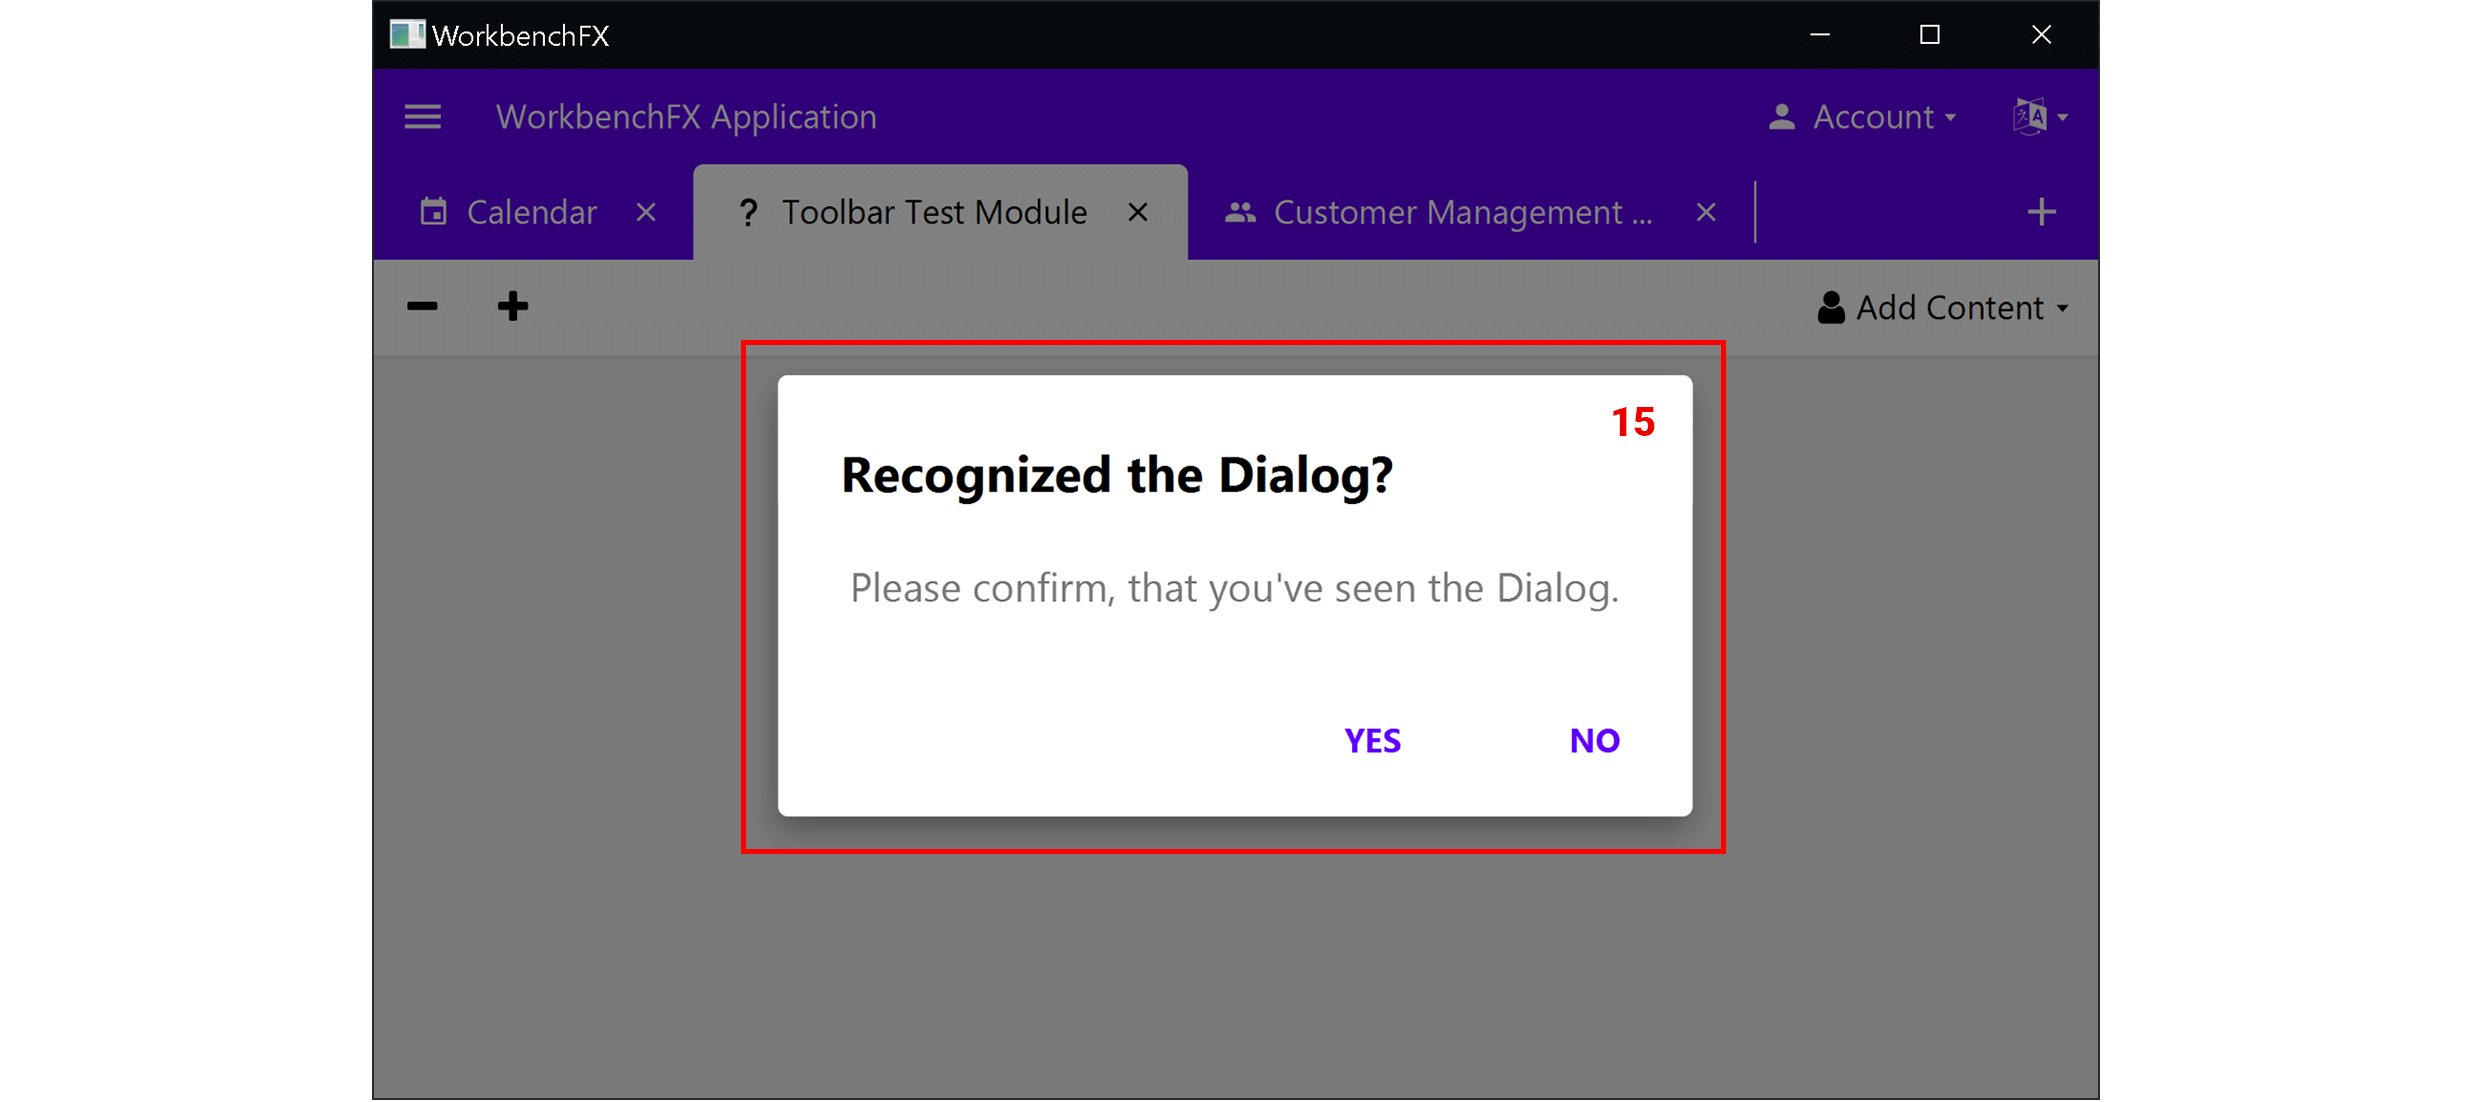 WorkbenchFX
WorkbenchFX Application
Account
Calendar
Toolbar Test Module
Customer Management ...
Add Content
15
Recognized the Dialog?
Please confirm, that you've seen the Dialog.
YES
NO